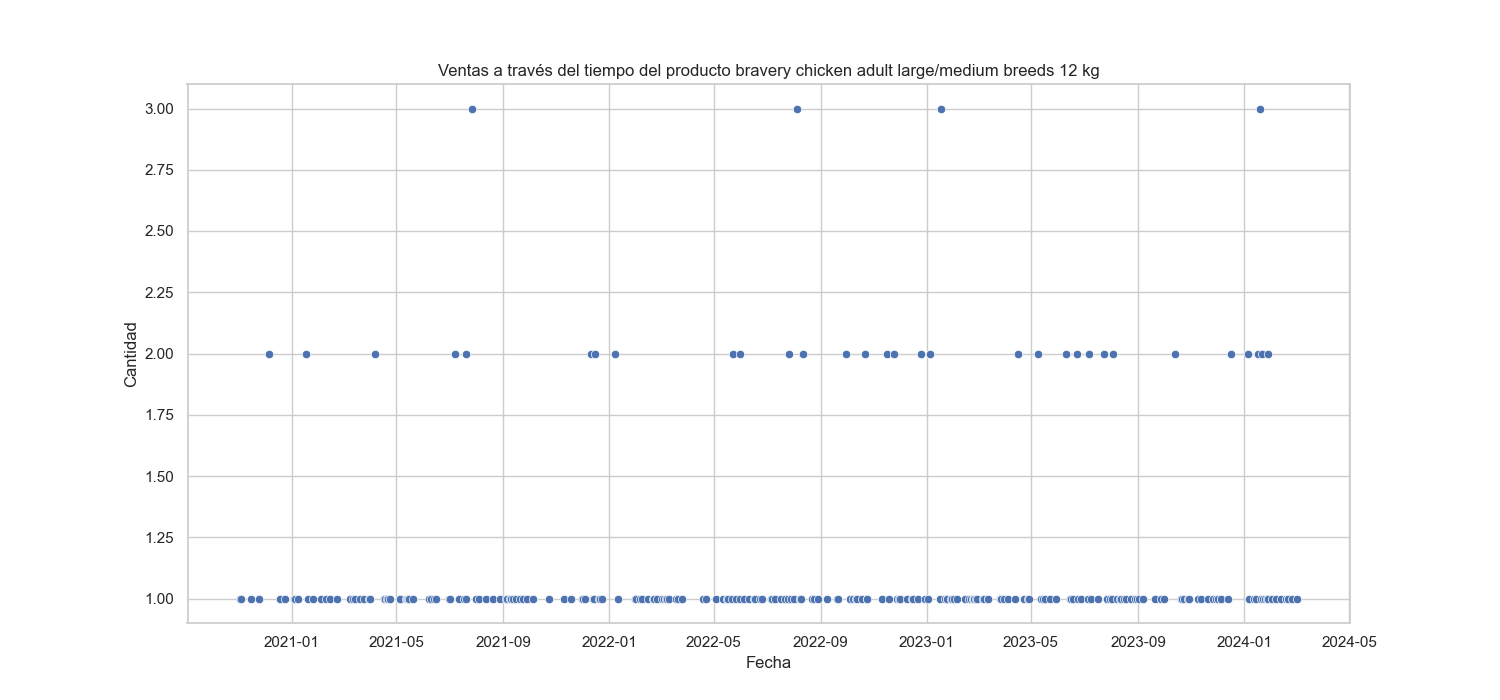 Ventas a través del tiempo del producto bravery chicken adult large/medium breeds 12 kg
3.00
2.75
2.50
2.25
2.00
1.75
1.50
1.25
1.00
Cantidad
2021-01 2021-05 2021-09 2022-01 2022-05 2022-09 2023-01 2023-05 2023-09 2024-01 2024-05
Fecha